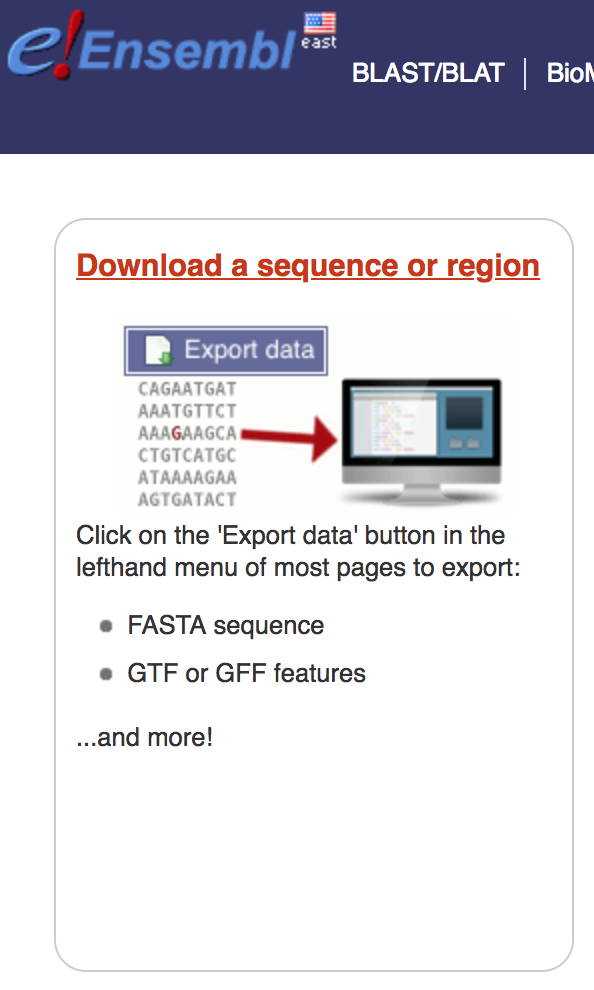 e!Ensembl east
BLAST/BLAT | BioM
Download a sequence or region
Export data
CAGAATGAT
AAATGTTCT
AAAGAAGCA
CTGTCATGC
ATAAAAGAA
AGTGATACT
Click on the 'Export data' button in the
lefthand menu of most pages to export:
FASTA sequence
GTF or GFF features
...and more!